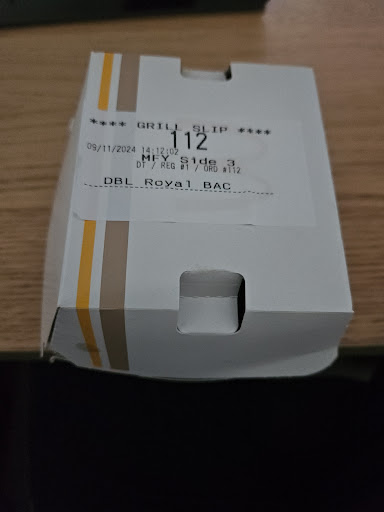 **** GRILL SLIP ****
112
09/11/2024 14:12:02
MFY Side 3
DT / REG #1 / ORD #112
DBL Royal BAC